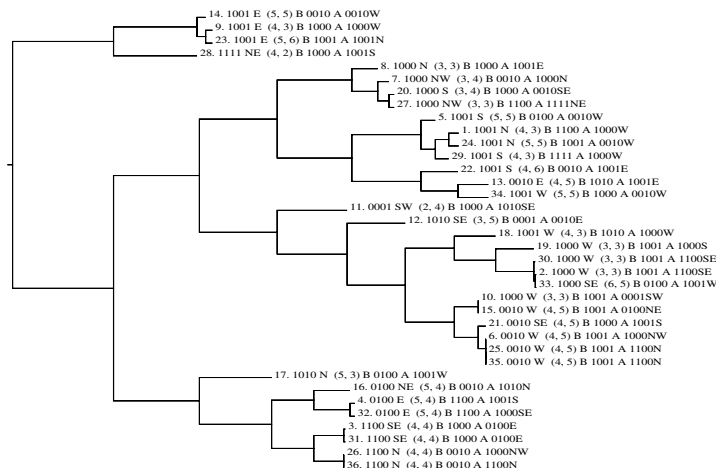 14. 1001 E (5, 5) B 0010 A 0010W
9. 1001 E (4, 3) B 1000 A 1000W
23. 1001 E (5, 6) B 1001 A 1001N
28. 1111 NE (4, 2) B 1000 A 1001S
8. 1000 N (3, 3) B 1000 A 1001E
7. 1000 NW (3, 4) B 0010 A 1000N
20. 1000 S (3, 4) B 1000 A 0010SE
27. 1000 NW (3, 3) B 1100 A 1111NE
5. 1001 S (5, 5) B 0100 A 0010W
1. 1001 N (4, 3) B 1100 A 1000W
24. 1001 N (5, 5) B 1001 A 0010W
29. 1001 S (4, 3) B 1111 A 1000W
22. 1001 S (4, 6) B 0010 A 1001E
13. 0010 E (4, 5) B 1010 A 1001E
34. 1001 W (5, 5) B 1000 A 0010W
11. 0001 SW (2, 4) B 1000 A 1010SE
12. 1010 SE (3, 5) B 0001 A 0010E
18. 1001 W (4, 3) B 1010 A 1000W
19. 1000 W (3, 3) B 1001 A 1000S
30. 1000 W (3, 3) B 1001 A 1100SE
2. 1000 W (3, 3) B 1001 A 1100SE
33. 1000 SE (6, 5) B 0100 A 1001W
10. 1000 W (3, 3) B 1001 A 0001SW
15. 0010 W (4, 5) B 1001 A 0100NE
21. 0010 SE (4, 5) B 1000 A 1001S
6. 0010 W (4, 5) B 1001 A 1000NW
25. 0010 W (4, 5) B 1001 A 1100N
35. 0010 W (4, 5) B 1001 A 1100N
17. 1010 N (5, 3) B 0100 A 1001W
16. 0100 NE (5, 4) B 0010 A 1010N
4. 0100 E (5, 4) B 1100 A 1001S
32. 0100 E (5, 4) B 1100 A 1000SE
3. 1100 SE (4, 4) B 1000 A 0100E
31. 1100 SE (4, 4) B 1000 A 0100E
26. 1100 N (4, 4) B 0010 A 1000NW
36. 1100 N (4, 4) B 0010 A 1100N